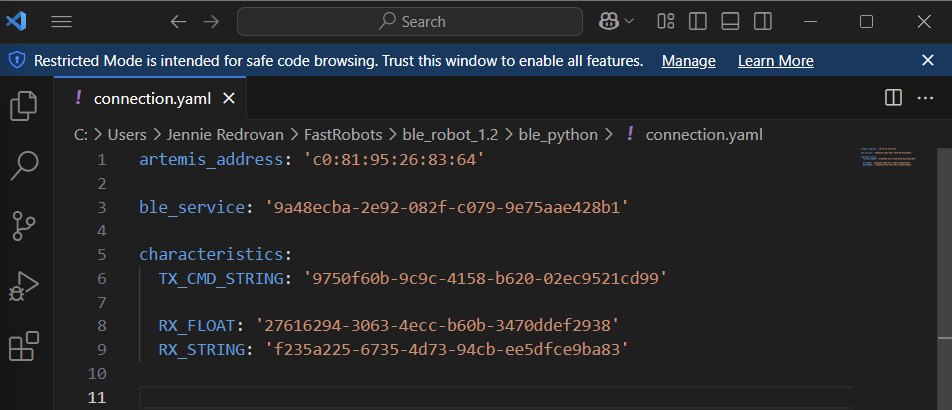 Search
Restricted Mode is intended for safe code browsing. Trust this window to enable all features. Manage Learn More
! connection.yaml
C: > Users > Jennie Redrovan > FastRobots > ble_robot_1.2 > ble_python > ! connection.yaml
1 artemis_address: 'c0:81:95:26:83:64'
2
3 ble_service: '9a48ecba-2e92-082f-c079-9e75aae428b1'
4
5 characteristics:
6 TX_CMD_STRING: '9750f60b-9c9c-4158-b620-02ec9521cd99'
7
8 RX_FLOAT: '27616294-3063-4ecc-b60b-3470ddef2938'
9 RX_STRING: 'f235a225-6735-4d73-94cb-ee5dfce9ba83'
10
11